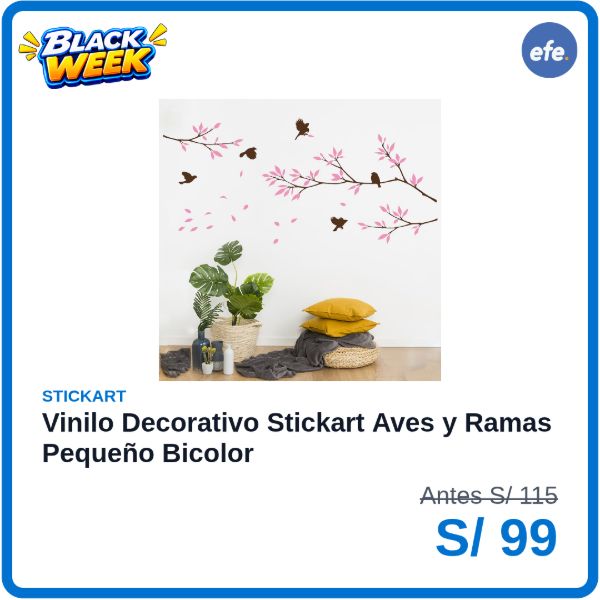 BLACK
WEEK
efe.
STICKART
Vinilo Decorativo Stickart Aves y Ramas
Pequeño Bicolor
Antes S/ 115
S/ 99